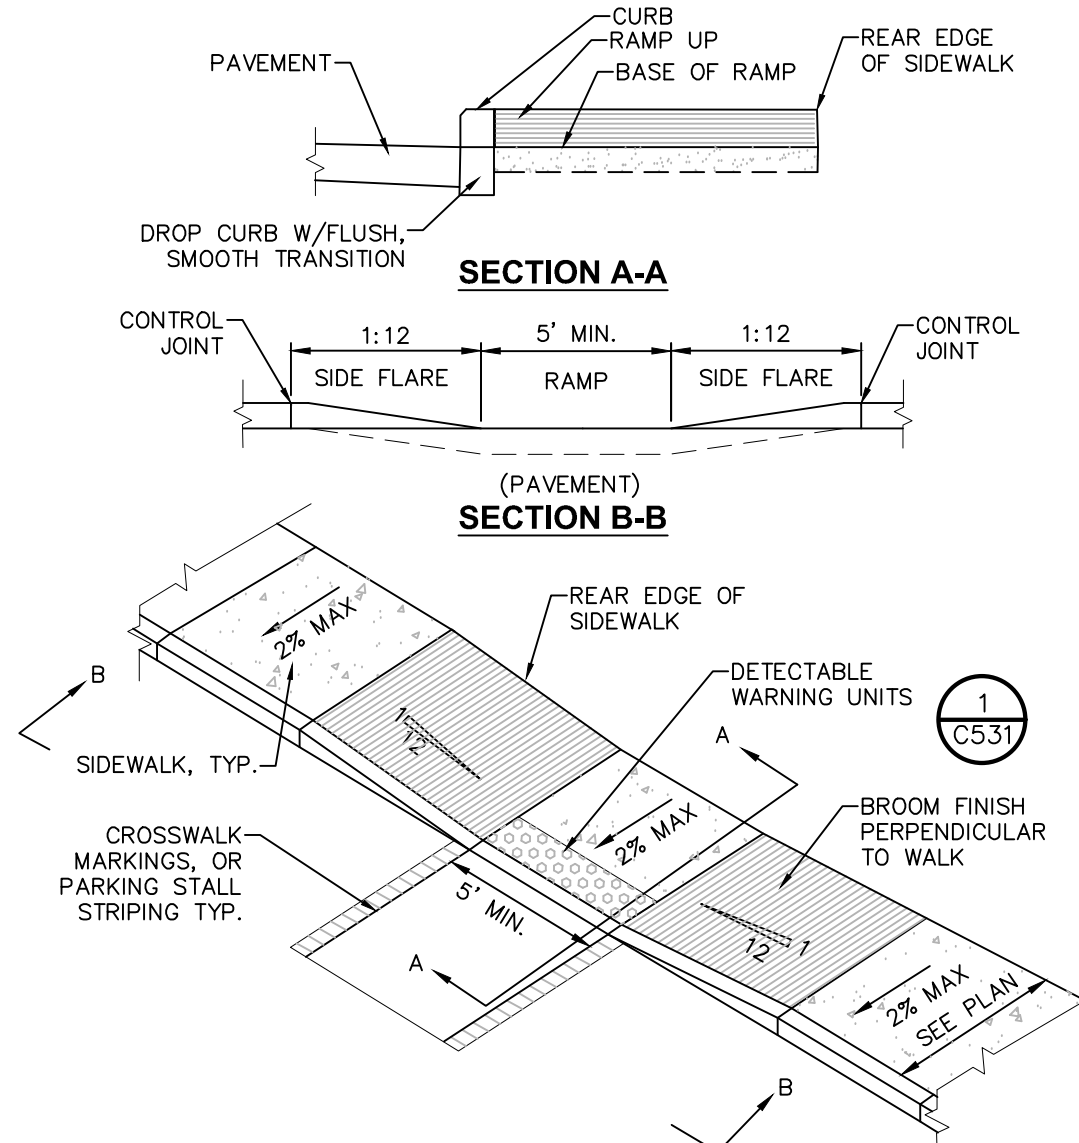 CURB
RAMP UP
BASE OF RAMP
REAR EDGE
OF SIDEWALK
PAVEMENT
DROP CURB W/FLUSH,
SMOOTH TRANSITION
SECTION A-A
CONTROL
JOINT
1:12
SIDE FLARE
5' MIN.
RAMP
1:12
SIDE FLARE
CONTROL
JOINT
(PAVEMENT)
SECTION B-B
REAR EDGE OF
SIDEWALK
2% MAX
DETECTABLE
WARNING UNITS
1
C531
B
A
1
12
SIDEWALK, TYP.
2% MAX
BROOM FINISH
PERPENDICULAR
TO WALK
CROSSWALK
MARKINGS, OR
PARKING STALL
STRIPING TYP.
5' MIN.
1
12
A
2% MAX
SEE PLAN
B